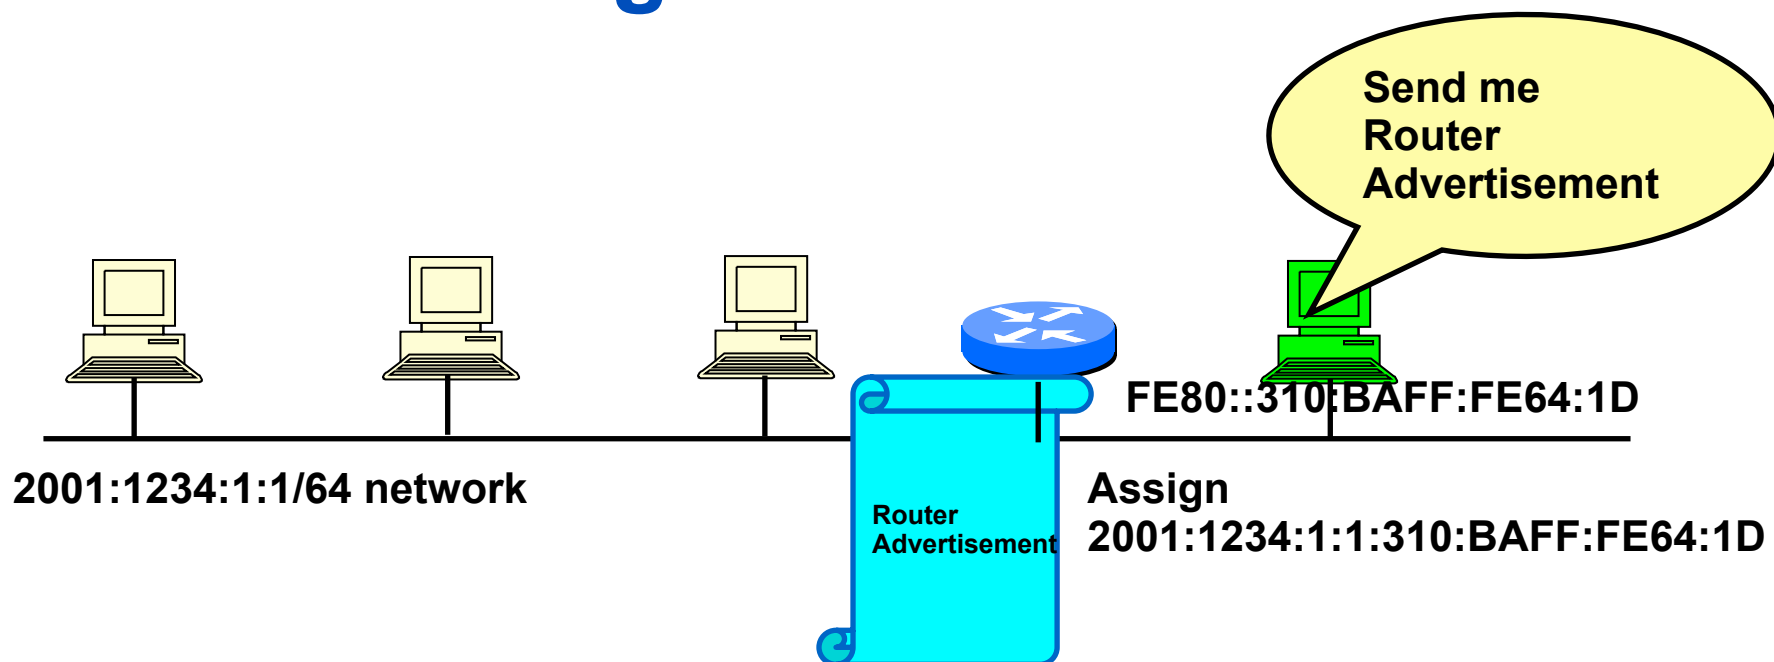 Send me
Router
Advertisement
FE80::310:BAFF:FE64:1D
2001:1234:1:1/64 network
Router
Advertisement
Assign
2001:1234:1:1:310:BAFF:FE64:1D